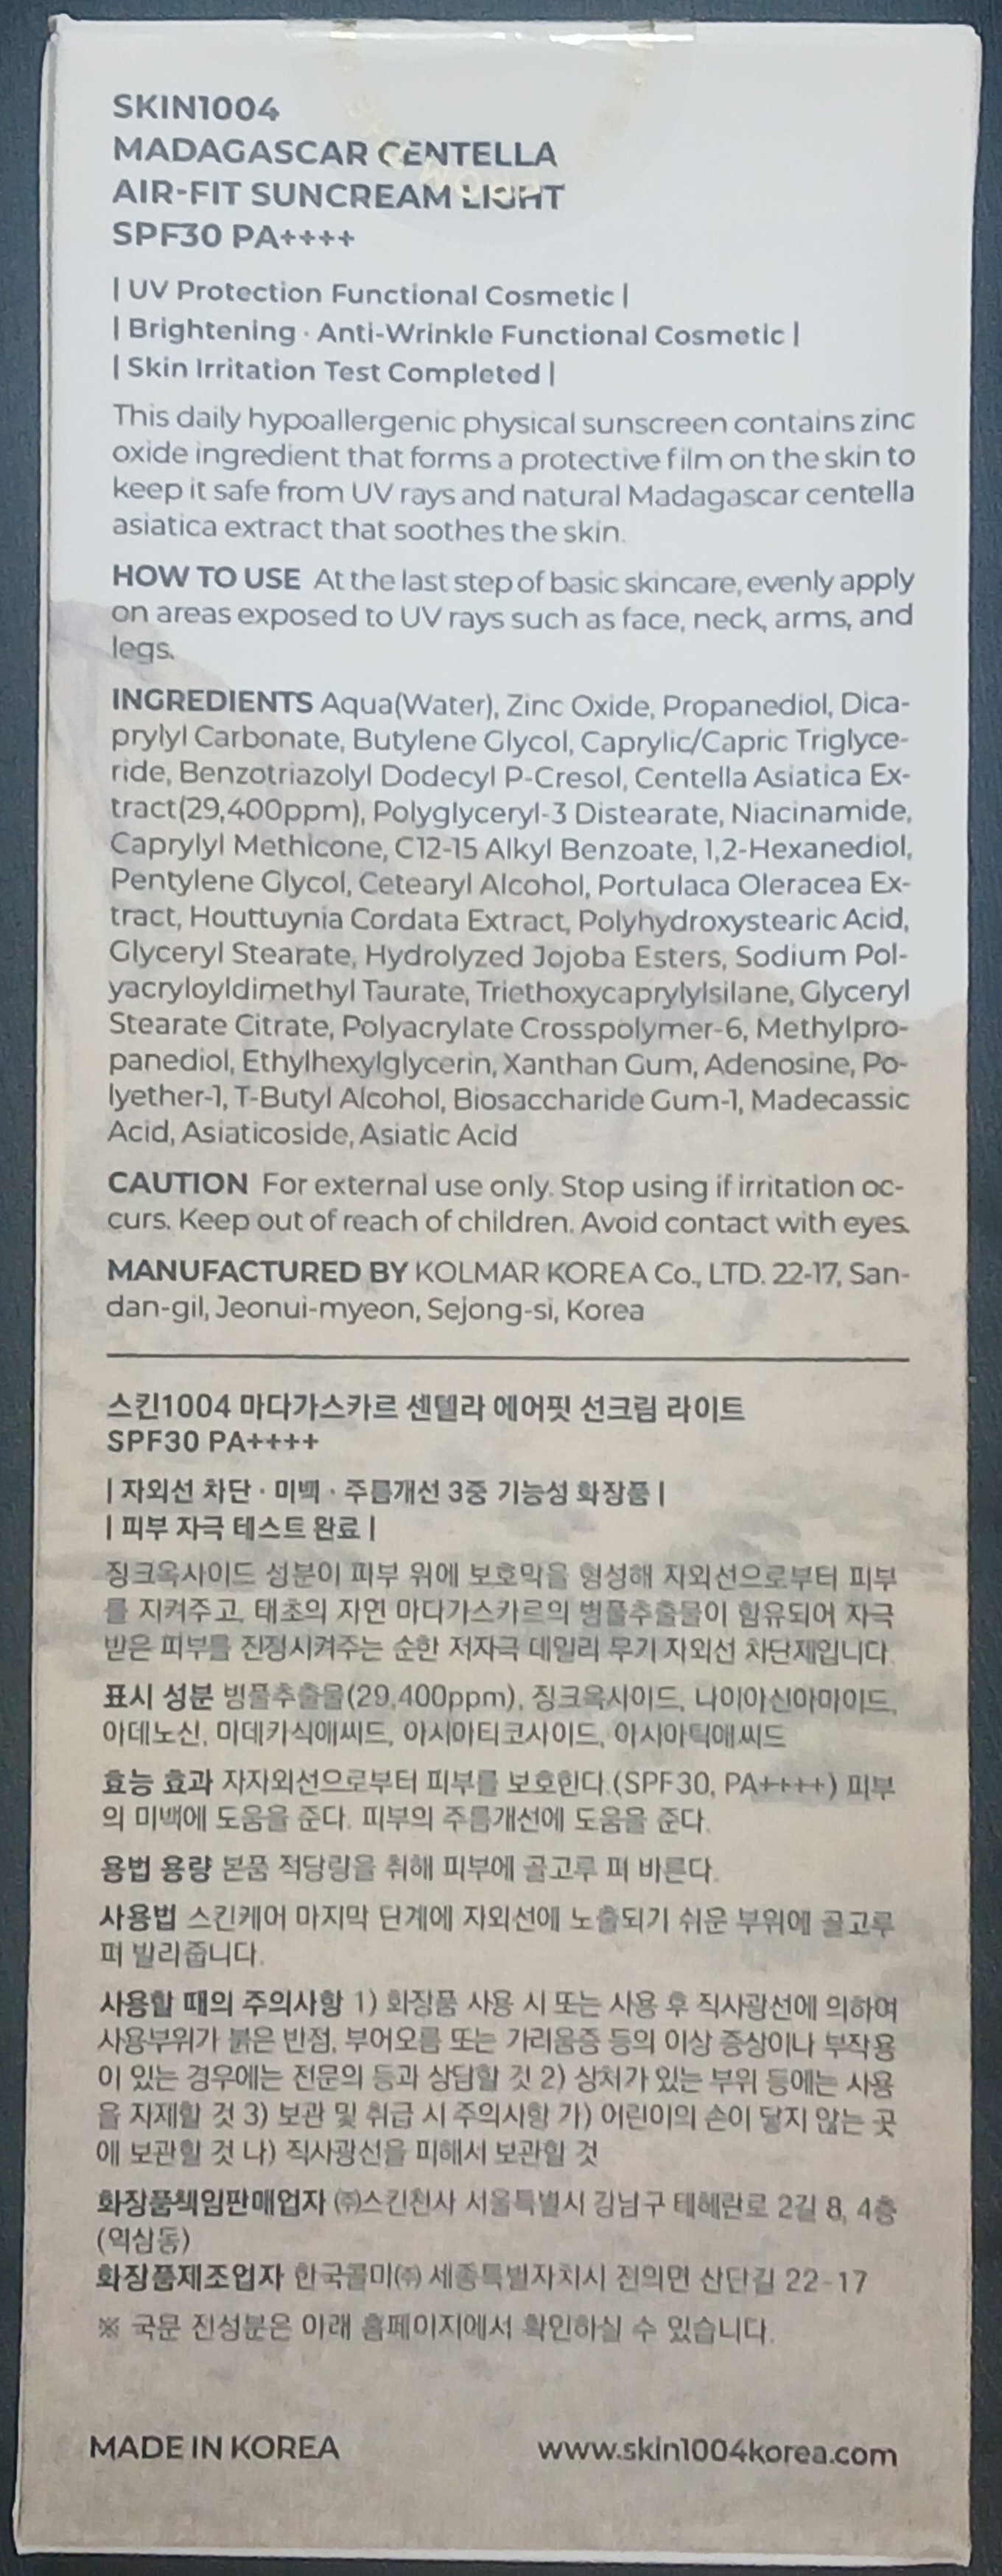 SKIN1004
MADAGASCAR CENTELLA
AIR-FIT SUNCREAM LIGHT
SPF30 PA++++
| UV Protection Functional Cosmetic |
| Brightening · Anti-Wrinkle Functional Cosmetic |
| Skin Irritation Test Completed |
This daily hypoallergenic physical sunscreen contains zinc
oxide ingredient that forms a protective film on the skin to
keep it safe from UV rays and natural Madagascar centella
asiatica extract that soothes the skin.
HOW TO USE At the last step of basic skincare, evenly apply
on areas exposed to UV rays such as face, neck, arms, and
legs.
INGREDIENTS Aqua(Water), Zinc Oxide, Propanediol, Dica-
prylyl Carbonate, Butylene Glycol, Caprylic/Capric Triglyce-
ride, Benzotriazolyl Dodecyl P-Cresol, Centella Asiatica Ex-
tract(29,400ppm), Polyglyceryl-3 Distearate, Niacinamide,
Caprylyl Methicone, C12-15 Alkyl Benzoate, 1,2-Hexanediol,
Pentylene Glycol, Cetearyl Alcohol, Portulaca Oleracea Ex-
tract, Houttuynia Cordata Extract, Polyhydroxystearic Acid,
Glyceryl Stearate, Hydrolyzed Jojoba Esters, Sodium Pol-
yacryloyldimethyl Taurate, Triethoxycaprylylsilane, Glyceryl
Stearate Citrate, Polyacrylate Crosspolymer-6, Methylpro-
panediol, Ethylhexylglycerin, Xanthan Gum, Adenosine, Po-
lyether-1, T-Butyl Alcohol, Biosaccharide Gum-1, Madecassic
Acid, Asiaticoside, Asiatic Acid
CAUTION For external use only. Stop using if irritation oc-
curs. Keep out of reach of children. Avoid contact with eyes.
MANUFACTURED BY KOLMAR KOREA Co., LTD. 22-17, San-
dan-gil, Jeonui-myeon, Sejong-si, Korea
스킨1004 마다가스카르 센텔라 에어핏 선크림 라이트
SPF30 PA++++
| 자외선 차단 · 미백 · 주름개선 3중 기능성 화장품 |
| 피부 자극 테스트 완료 |
징크옥사이드 성분이 피부 위에 보호막을 형성해 자외선으로부터 피부
를 지켜주고, 태초의 자연 마다가스카르의 병풀추출물이 함유되어 자극
받은 피부를 진정시켜주는 순한 저자극 데일리 무기 자외선 차단제입니다.
표시 성분 병풀추출물(29,400ppm), 징크옥사이드, 나이아신아마이드,
아데노신, 마데카식애씨드, 아시아티코사이드, 아시아틱애씨드
효능 효과 자자외선으로부터 피부를 보호한다.(SPF30, PA++++) 피부
의 미백에 도움을 준다. 피부의 주름개선에 도움을 준다.
용법 용량 본품 적당량을 취해 피부에 골고루 펴 바른다.
사용법 스킨케어 마지막 단계에 자외선에 노출되기 쉬운 부위에 골고루
펴 발라줍니다.
사용할 때의 주의사항 1) 화장품 사용 시 또는 사용 후 직사광선에 의하여
사용부위가 붉은 반점, 부어오름 또는 가려움증 등의 이상 증상이나 부작용
이 있는 경우에는 전문의 등과 상담할 것 2) 상처가 있는 부위 등에는 사용
을 자제할 것 3) 보관 및 취급 시 주의사항 가) 어린이의 손이 닿지 않는 곳
에 보관할 것 나) 직사광선을 피해서 보관할 것
화장품책임판매업자 ㈜스킨천사 서울특별시 강남구 테헤란로 2길 8, 4층
(역삼동)
화장품제조업자 한국콜마㈜ 세종특별자치시 전의면 산단길 22-17
※ 국문 전성분은 아래 홈페이지에서 확인하실 수 있습니다.
MADE IN KOREA
www.skin1004korea.com